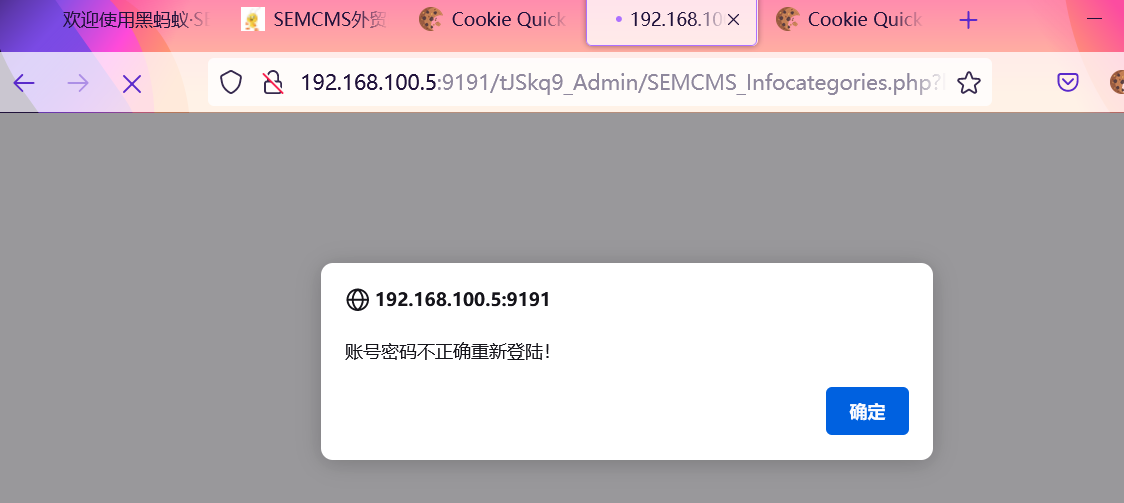 欢迎使用黑蚂蚁·SE
SEMCMS外贸
Cookie Quick
192.168.10
Cookie Quick
192.168.100.5:9191/tJSkq9_Admin/SEMCMS_Infocategories.php?
192.168.100.5:9191
账号密码不正确重新登陆！
确定